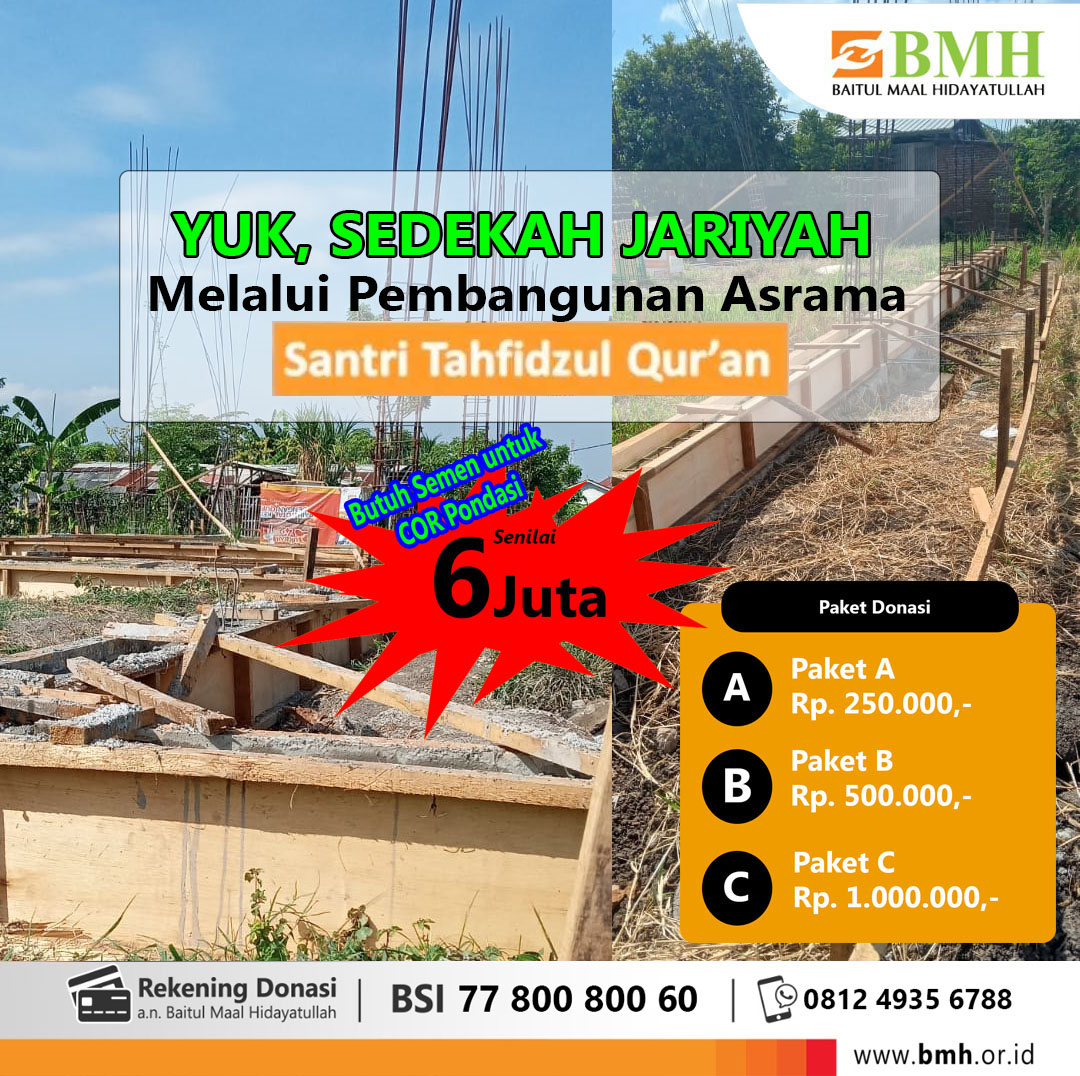 BMH
BAITUL MAAL HIDAYATULLAH
YUK, SEDEKAH JARIYAH
Melalui Pembangunan Asrama
Santri Tahfidzul Qur'an
Butuh Semen untuk
COR Pondasi
Senilai
6 Juta
Paket Donasi
A
Paket A
Rp. 250.000,-
B
Paket B
Rp. 500.000,-
C
Paket C
Rp. 1.000.000,-
Rekening Donasi
a.n. Baitul Maal Hidayatullah
BSI 77 800 800 60
0812 4935 6788
www.bmh.or.id